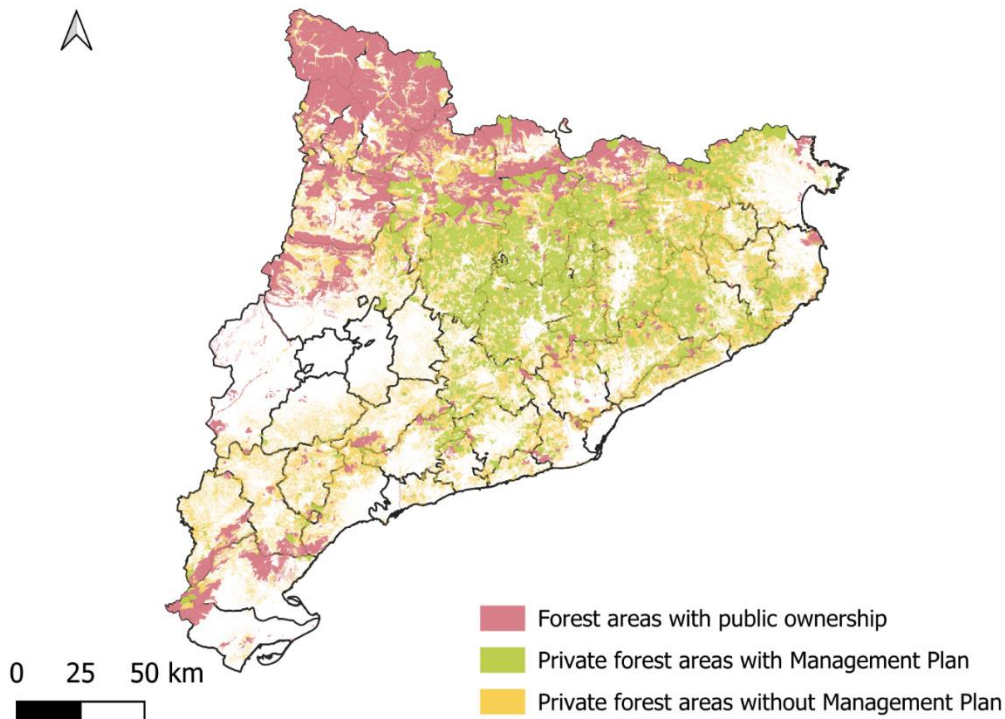 Forest areas with public ownership
Private forest areas with Management Plan
Private forest areas without Management Plan
0 25 50 km